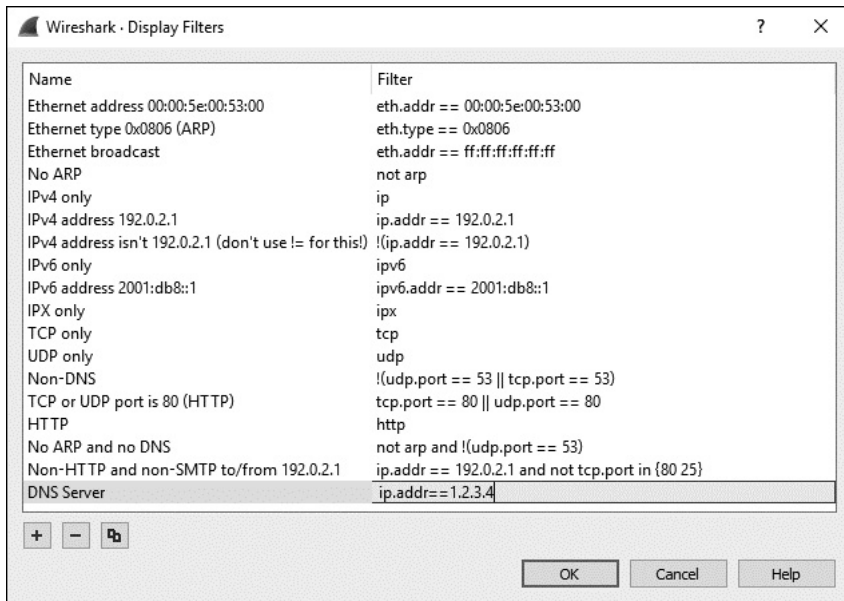 Wireshark · Display Filters ? ×
Name Filter
Ethernet address 00:00:5e:00:53:00 eth.addr == 00:00:5e:00:53:00
Ethernet type 0x0806 (ARP) eth.type == 0x0806
Ethernet broadcast eth.addr == ff:ff:ff:ff:ff:ff
No ARP not arp
IPv4 only ip
IPv4 address 192.0.2.1 ip.addr == 192.0.2.1
IPv4 address isn't 192.0.2.1 (don't use != for this!) !(ip.addr == 192.0.2.1)
IPv6 only ipv6
IPv6 address 2001:db8::1 ipv6.addr == 2001:db8::1
IPX only ipx
TCP only tcp
UDP only udp
Non-DNS !(udp.port == 53 || tcp.port == 53)
TCP or UDP port is 80 (HTTP) tcp.port == 80 || udp.port == 80
HTTP http
No ARP and no DNS not arp and !(udp.port == 53)
Non-HTTP and non-SMTP to/from 192.0.2.1 ip.addr == 192.0.2.1 and not tcp.port in {80 25}
DNS Server ip.addr==1.2.3.4
+ −
OK Cancel Help